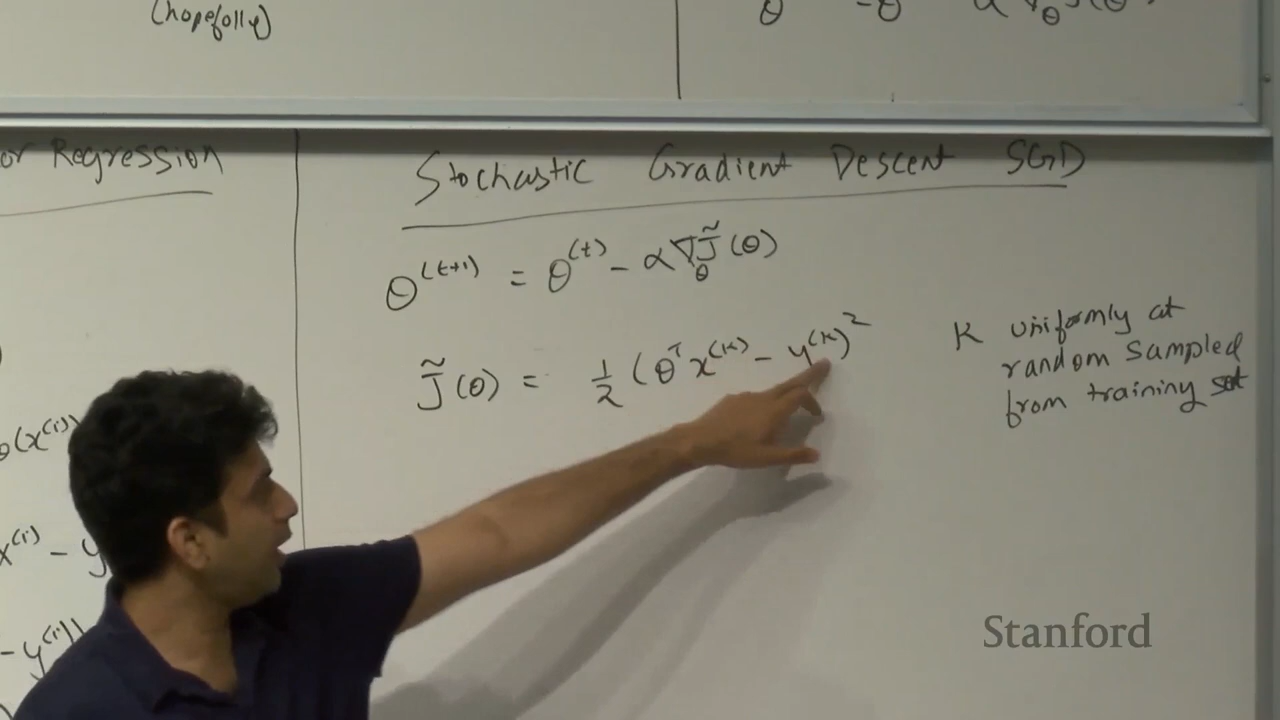 (hopefully)
or Regression
θ(x⁽ⁱ⁾)
x⁽ⁱ⁾ - y
- y⁽ⁱ⁾)
Stochastic Gradient Descent SGD
θ⁽ᵗ⁺¹⁾ = θ⁽ᵗ⁾ - α∇_θ J̃(θ)
J̃(θ) = ½ (θᵀx⁽ᵏ⁾ - y⁽ᵏ⁾)²
K uniformly at
random sampled
from training set
Stanford